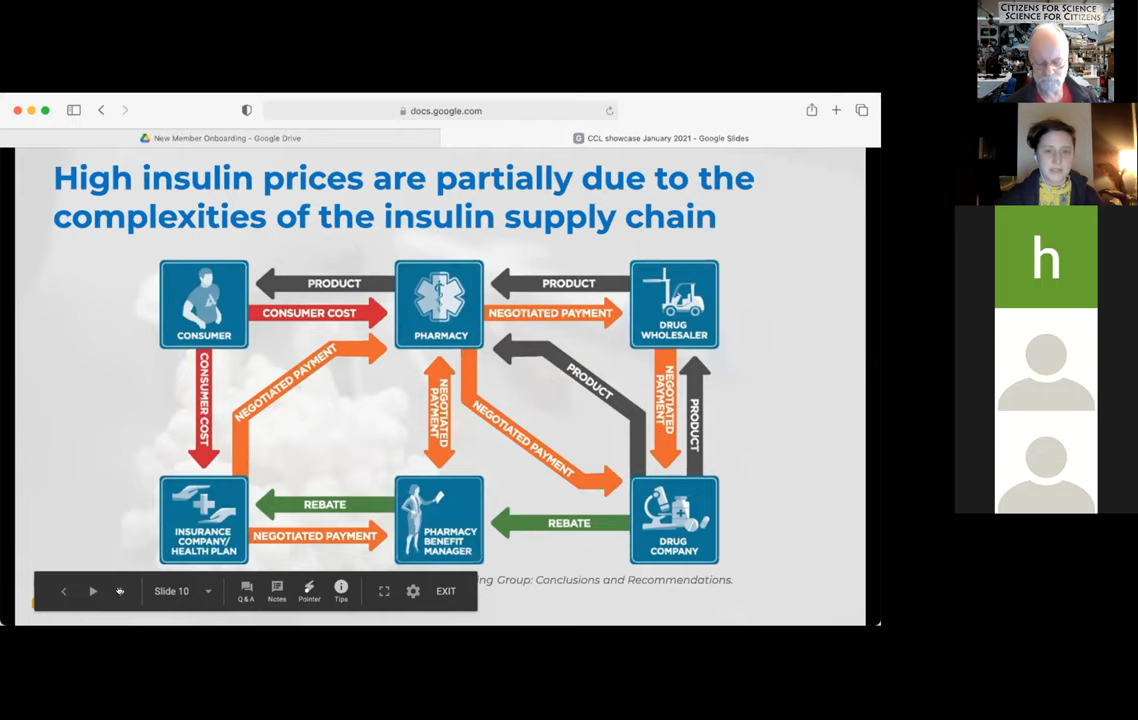 CITIZENS FOR SCIENCE
SCIENCE FOR CITIZENS
docs.google.com
New Member Onboarding - Google Drive
CCL showcase January 2021 - Google Slides
High insulin prices are partially due to the
complexities of the insulin supply chain
CONSUMER
PRODUCT
CONSUMER COST
PHARMACY
PRODUCT
NEGOTIATED PAYMENT
DRUG
WHOLESALER
CONSUMER COST
NEGOTIATED PAYMENT
NEGOTIATED
PAYMENT
NEGOTIATED PAYMENT
PRODUCT
NEGOTIATED
PAYMENT
PRODUCT
INSURANCE
COMPANY/
HEALTH PLAN
REBATE
NEGOTIATED PAYMENT
PHARMACY
BENEFIT
MANAGER
REBATE
DRUG
COMPANY
ing Group: Conclusions and Recommendations.
Slide 10
Q & A
Notes
Pointer
Tips
EXIT
h